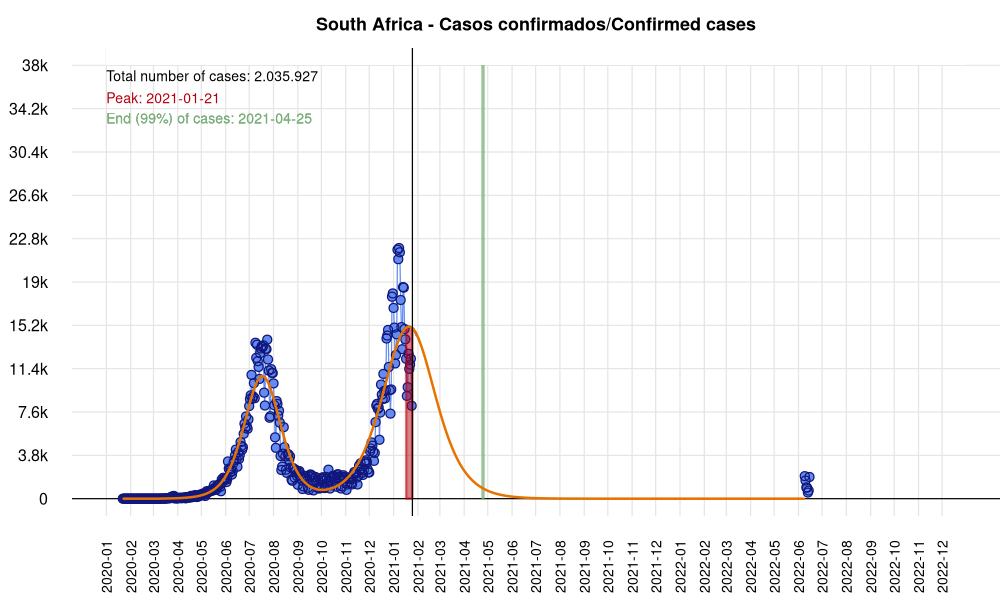 South Africa - Casos confirmados/Confirmed cases
Total number of cases: 2.035.927
Peak: 2021-01-21
End (99%) of cases: 2021-04-25
38k
34.2k
30.4k
26.6k
22.8k
19k
15.2k
11.4k
7.6k
3.8k
0
2020-01
2020-02
2020-03
2020-04
2020-05
2020-06
2020-07
2020-08
2020-09
2020-10
2020-11
2020-12
2021-01
2021-02
2021-03
2021-04
2021-05
2021-06
2021-07
2021-08
2021-09
2021-10
2021-11
2021-12
2022-01
2022-02
2022-03
2022-04
2022-05
2022-06
2022-07
2022-08
2022-09
2022-10
2022-11
2022-12